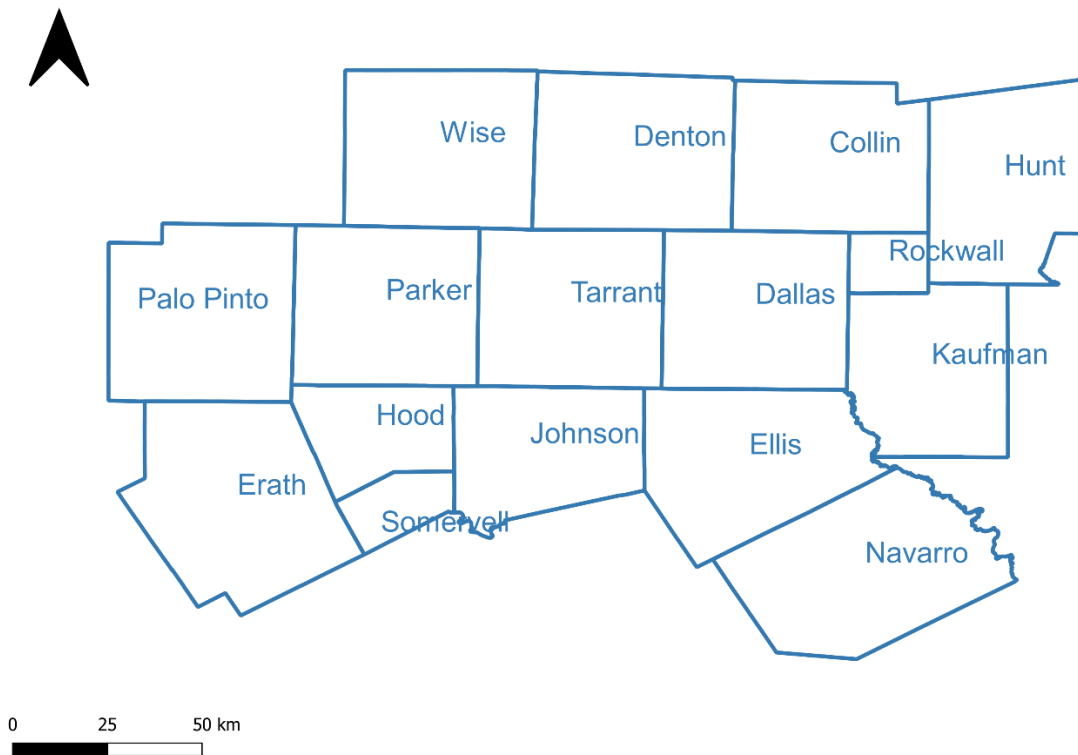 Wise
Denton
Collin
Hunt
Rockwall
Palo Pinto
Parker
Tarrant
Dallas
Kaufman
Hood
Johnson
Ellis
Erath
Somervell
Navarro
0 25 50 km